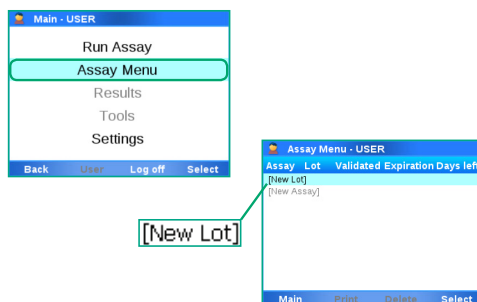 Main - USER
Run Assay
Assay Menu
Results
Tools
Settings
Back User Log off Select
Assay Menu - USER
Assay Lot Validated Expiration Days left
[New Lot]
[New Assay]
[New Lot]
Main Print Delete Select